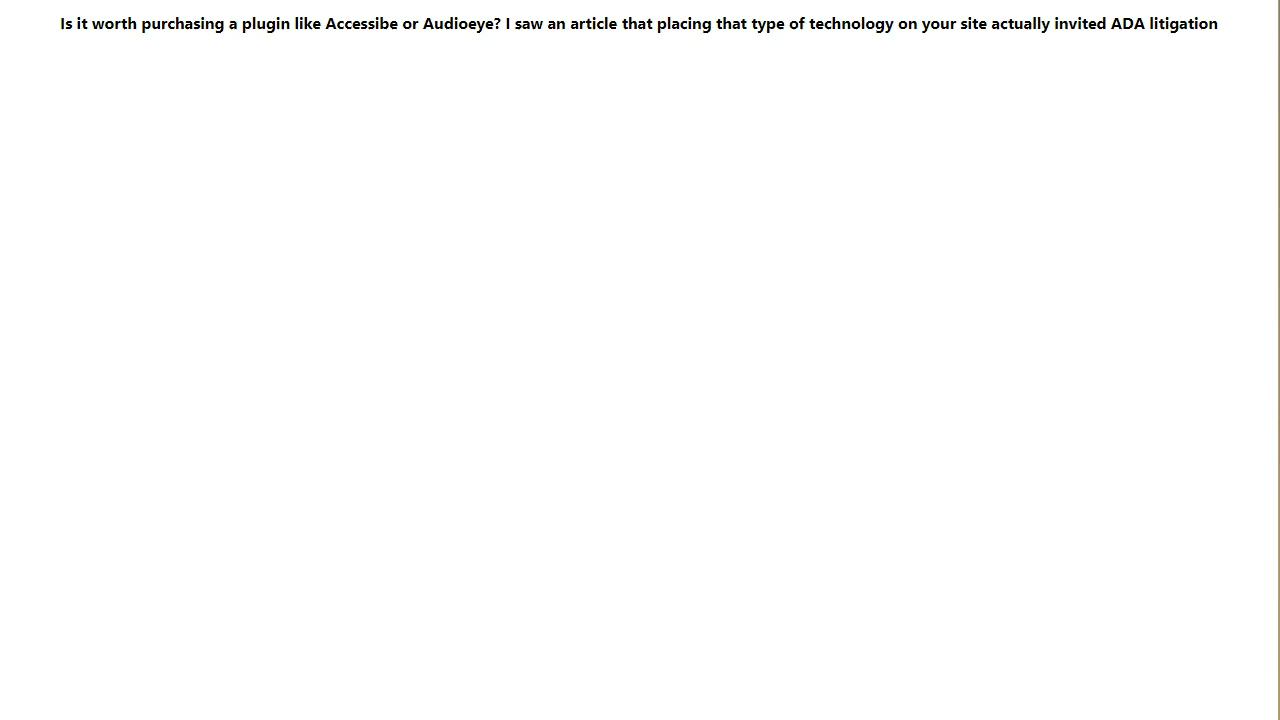 Is it worth purchasing a plugin like Accessibe or Audioeye? I saw an article that placing that type of technology on your site actually invited ADA litigation